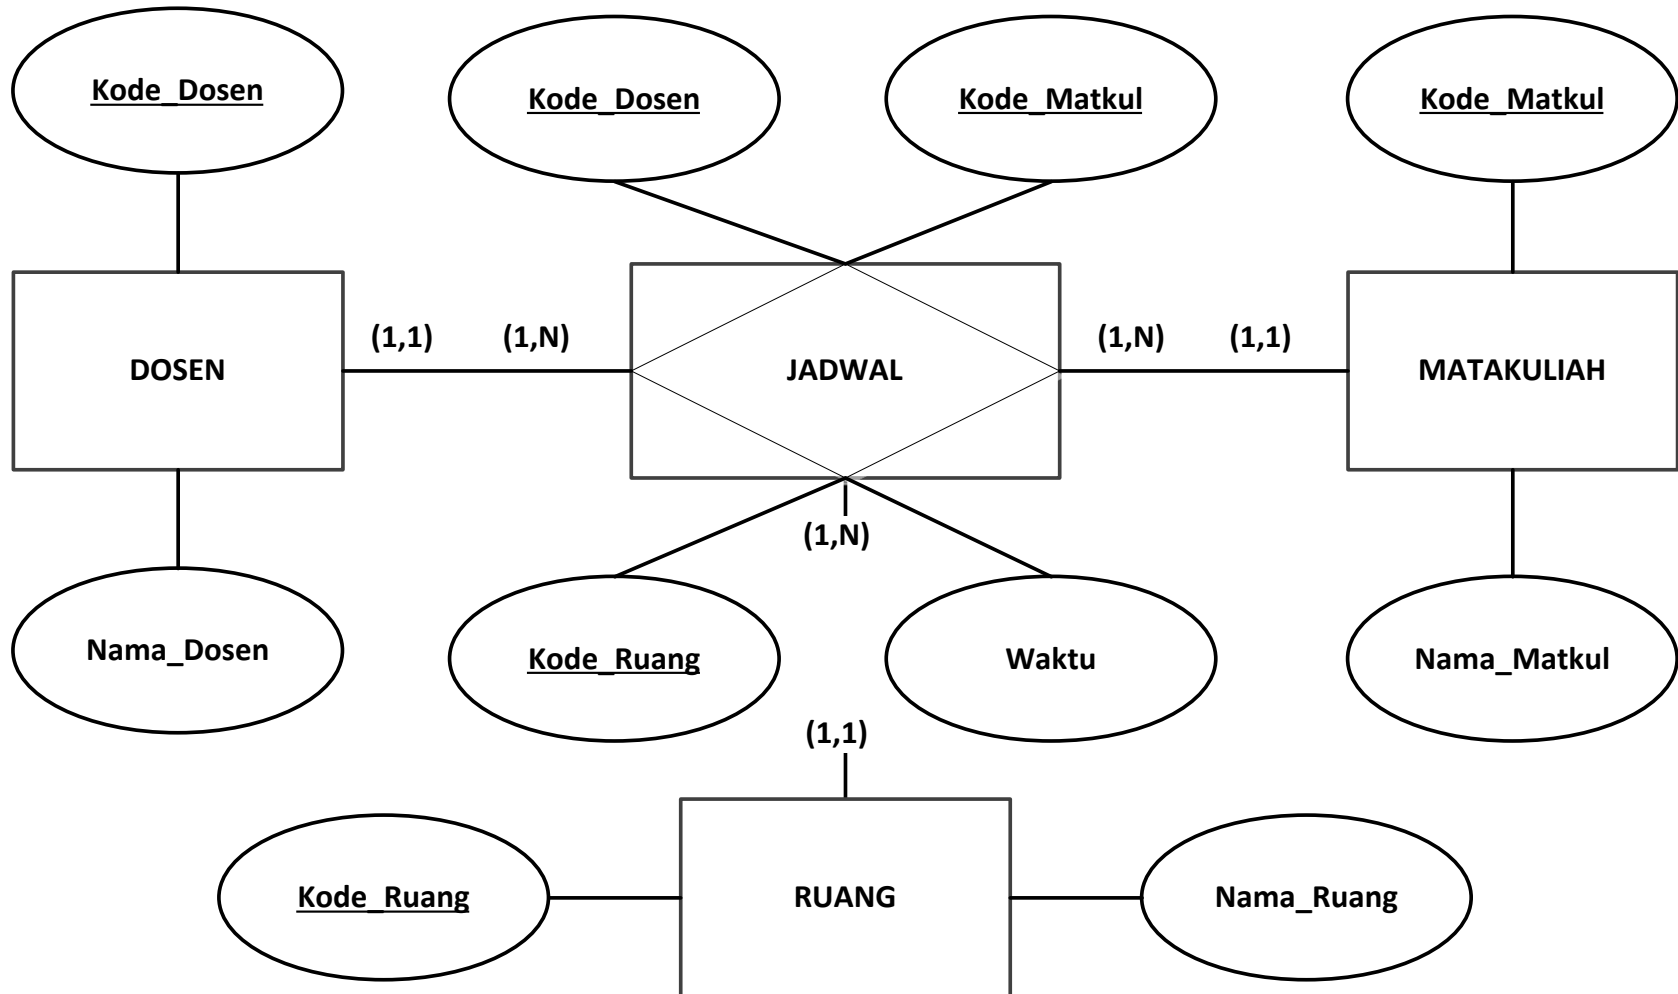 Kode_Dosen
Kode_Dosen
Kode_Matkul
Kode_Matkul
(1,1)
(1,N)
(1,N)
(1,1)
DOSEN
JADWAL
MATAKULIAH
(1,N)
Nama_Dosen
Kode_Ruang
Waktu
Nama_Matkul
(1,1)
Kode_Ruang
RUANG
Nama_Ruang